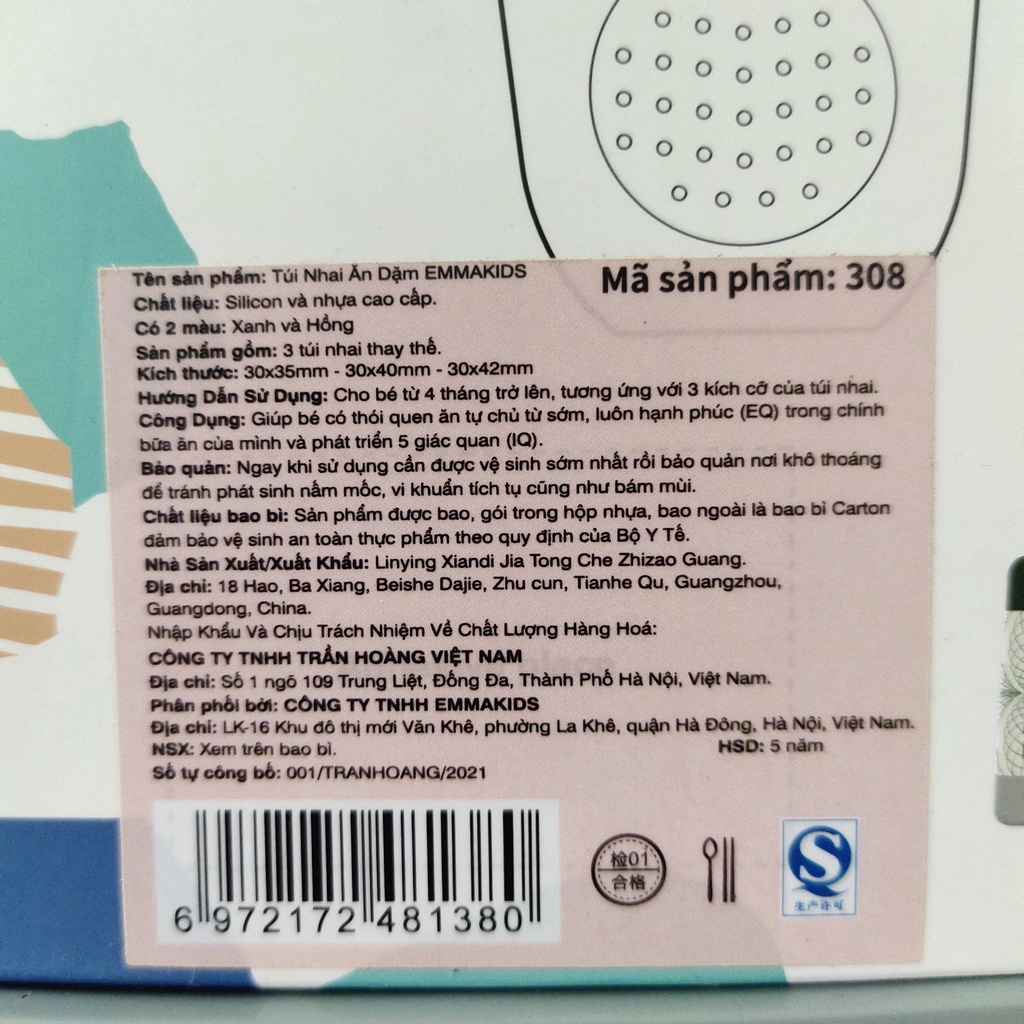 Tên sản phẩm: Túi Nhai Ăn Dặm EMMAKIDS
Mã sản phẩm: 308
Chất liệu: Silicon và nhựa cao cấp.
Có 2 màu: Xanh và Hồng
Sản phẩm gồm: 3 túi nhai thay thế.
Kích thước: 30x35mm - 30x40mm - 30x42mm
Hướng Dẫn Sử Dụng: Cho bé từ 4 tháng trở lên, tương ứng với 3 kích cỡ của túi nhai.
Công Dụng: Giúp bé có thói quen ăn tự chủ từ sớm, luôn hạnh phúc (EQ) trong chính
bữa ăn của mình và phát triển 5 giác quan (IQ).
Bảo quản: Ngay khi sử dụng cần được vệ sinh sớm nhất rồi bảo quản nơi khô thoáng
để tránh phát sinh nấm mốc, vi khuẩn tích tụ cũng như bám mùi.
Chất liệu bao bì: Sản phẩm được bao, gói trong hộp nhựa, bao ngoài là bao bì Carton
đảm bảo vệ sinh an toàn thực phẩm theo quy định của Bộ Y Tế.
Nhà Sản Xuất/Xuất Khẩu: Linying Xiandi Jia Tong Che Zhizao Guang.
Địa chỉ: 18 Hao, Ba Xiang, Beishe Dajie, Zhu cun, Tianhe Qu, Guangzhou,
Guangdong, China.
Nhập Khẩu Và Chịu Trách Nhiệm Về Chất Lượng Hàng Hoá:
CÔNG TY TNHH TRẦN HOÀNG VIỆT NAM
Địa chỉ: Số 1 ngõ 109 Trung Liệt, Đống Đa, Thành Phố Hà Nội, Việt Nam.
Phân phối bởi: CÔNG TY TNHH EMMAKIDS
Địa chỉ: LK-16 Khu đô thị mới Văn Khê, phường La Khê, quận Hà Đông, Hà Nội, Việt Nam.
NSX: Xem trên bao bì. HSD: 5 năm
Số tự công bố: 001/TRANHOANG/2021
6 972172 481380
检01
合格
生产许可